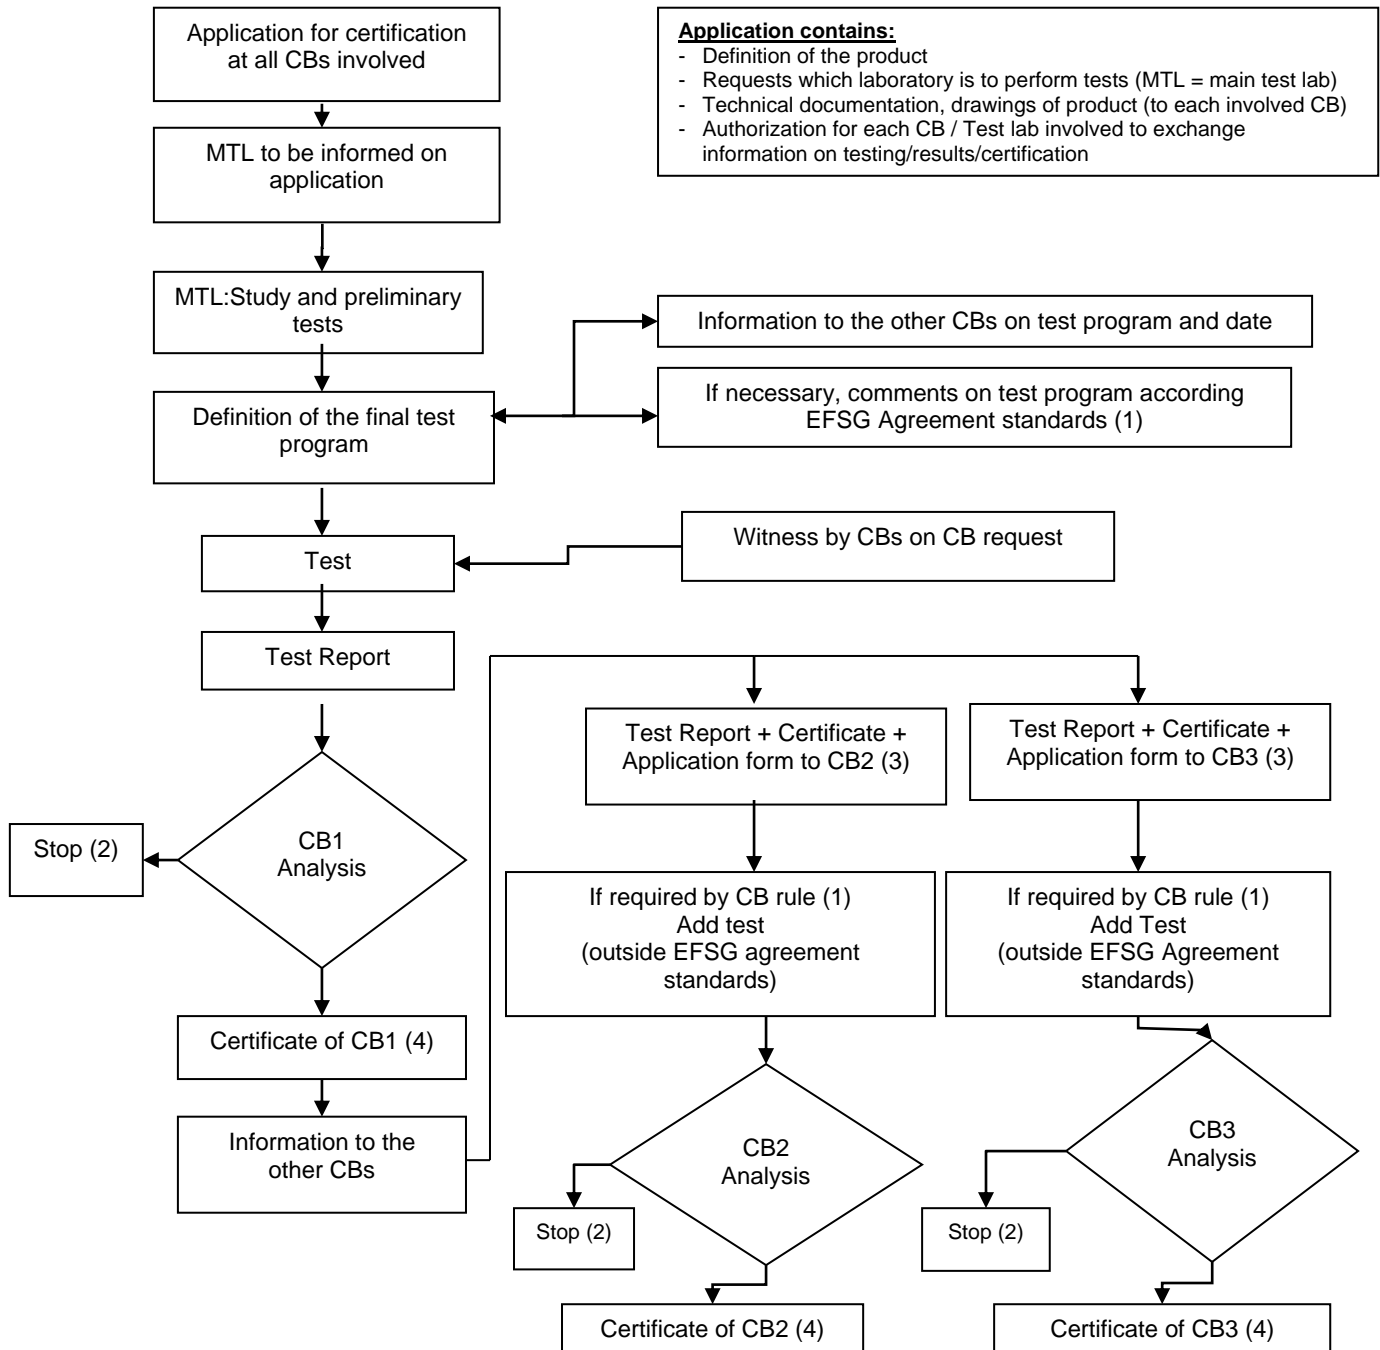 Application for certification
at all CBs involved
Application contains:
- Definition of the product
- Requests which laboratory is to perform tests (MTL = main test lab)
- Technical documentation, drawings of product (to each involved CB)
- Authorization for each CB / Test lab involved to exchange
information on testing/results/certification
MTL to be informed on
application
MTL:Study and preliminary
tests
Information to the other CBs on test program and date
If necessary, comments on test program according
EFSG Agreement standards (1)
Definition of the final test
program
Witness by CBs on CB request
Test
Test Report
Test Report + Certificate +
Application form to CB2 (3)
Test Report + Certificate +
Application form to CB3 (3)
CB1
Analysis
Stop (2)
If required by CB rule (1)
Add test
(outside EFSG agreement
standards)
If required by CB rule (1)
Add Test
(outside EFSG Agreement
standards)
Certificate of CB1 (4)
Information to the
other CBs
CB2
Analysis
CB3
Analysis
Stop (2)
Stop (2)
Certificate of CB2 (4)
Certificate of CB3 (4)